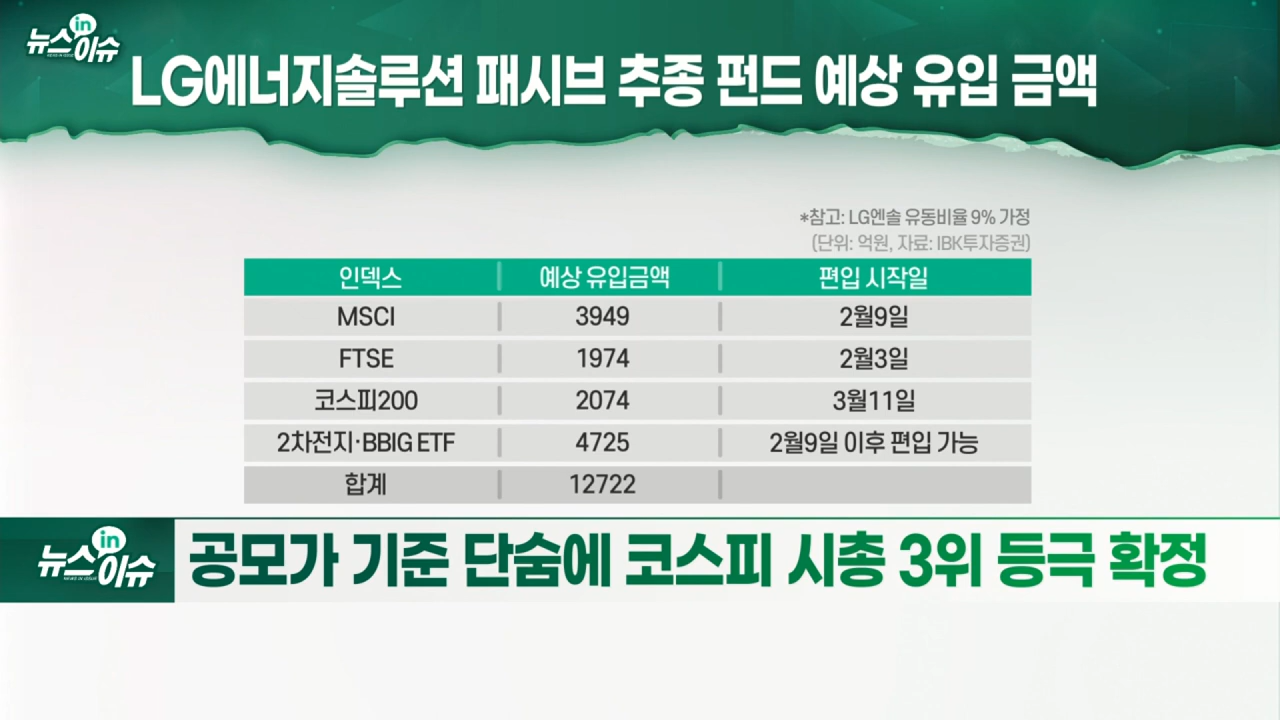 뉴스in이슈
NEWS IN ISSUE
LG에너지솔루션 패시브 추종 펀드 예상 유입 금액
*참고: LG엔솔 유동비율 9% 가정
(단위: 억원, 자료: IBK투자증권)
인덱스 예상 유입금액 편입 시작일
MSCI 3949 2월9일
FTSE 1974 2월3일
코스피200 2074 3월11일
2차전지·BBIG ETF 4725 2월9일 이후 편입 가능
합계 12722
뉴스in이슈
NEWS IN ISSUE
공모가 기준 단숨에 코스피 시총 3위 등극 확정